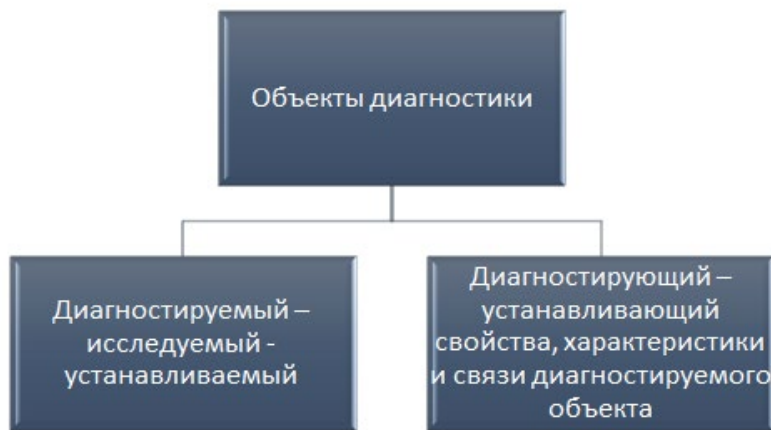 Объекты диагностики
Диагностируемый –
исследуемый -
устанавливаемый
Диагностирующий –
устанавливающий
свойства, характеристики
и связи диагностируемого
объекта